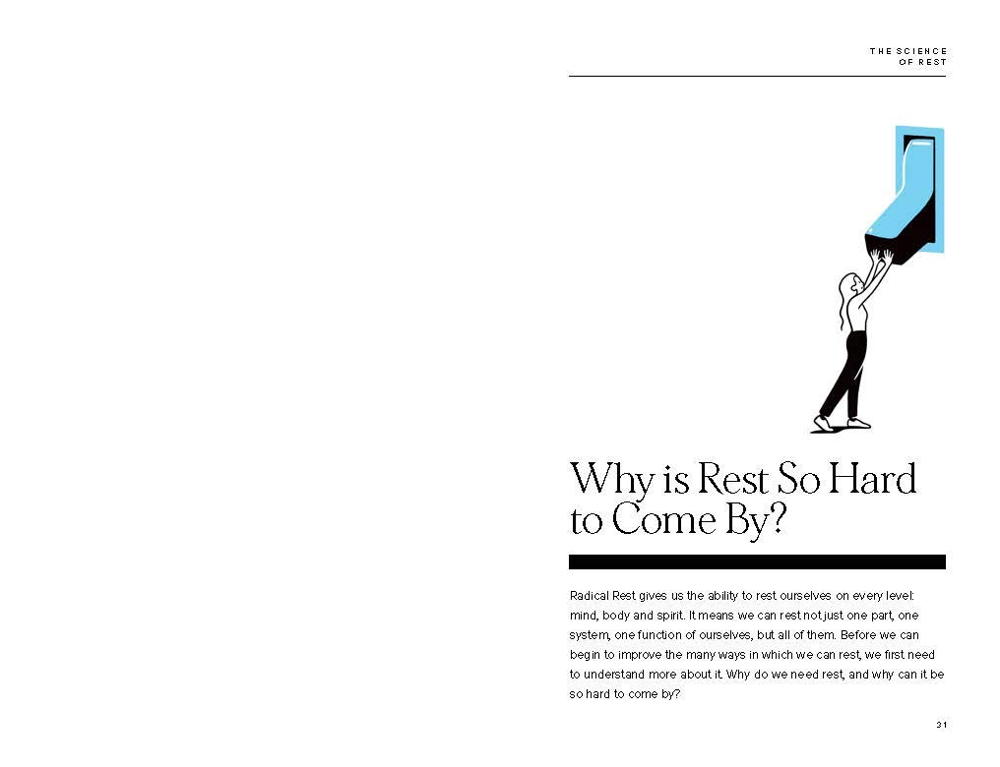 THE SCIENCE
OF REST
Why is Rest So Hard
to Come By?
Radical Rest gives us the ability to rest ourselves on every level:
mind, body and spirit. It means we can rest not just one part, one
system, one function of ourselves, but all of them. Before we can
begin to improve the many ways in which we can rest, we first need
to understand more about it. Why do we need rest, and why can it be
so hard to come by?
31